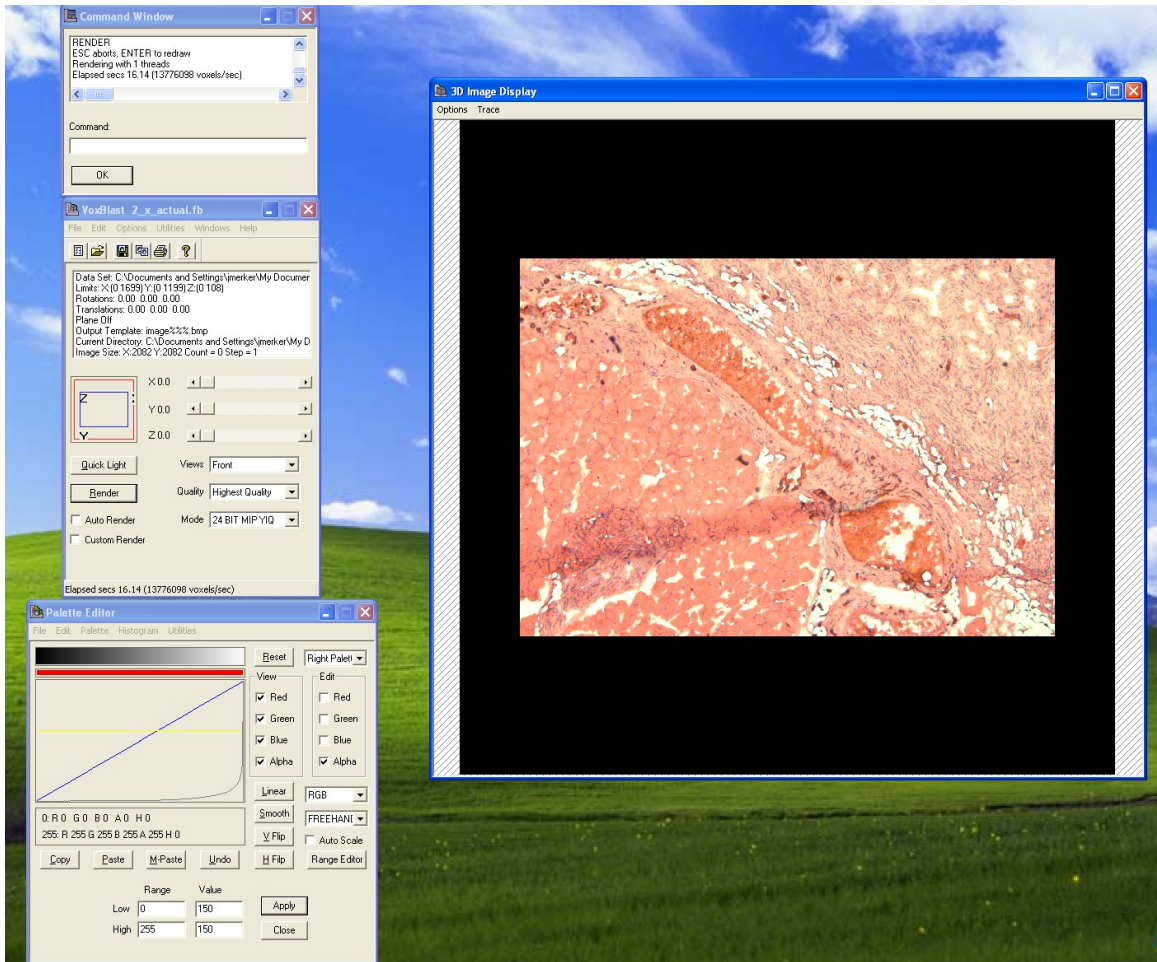 Command Window
RENDER
ESC aborts, ENTER to redraw
Rendering with 1 threads
Elapsed secs 16.14 (13776098 voxels/sec)
Command:
OK
VoxBlast 2_x_actual.fb
File Edit Options Utilities Windows Help
Data Set: C:\Documents and Settings\jmerker\My Documer
Limits: X:(0 1699) Y:(0 1199) Z:(0 108)
Rotations: 0.00 0.00 0.00
Translations: 0.00 0.00 0.00
Plane Off
Output Template: image%%%.bmp
Current Directory: C:\Documents and Settings\jmerker\My D
Image Size: X:2082 Y:2082 Count = 0 Step = 1
X 0.0
Z
Y 0.0
Y
Z 0.0
Quick Light Views Front
Render Quality Highest Quality
Auto Render Mode 24 BIT MIP YIQ
Custom Render
Elapsed secs 16.14 (13776098 voxels/sec)
Palette Editor
File Edit Palette Histogram Utilities
Reset Right Palett
View Edit
Red Red
Green Green
Blue Blue
Alpha Alpha
Linear RGB
Smooth FREEHAND
V Flip Auto Scale
0: R 0 G 0 B 0 A 0 H 0
255: R 255 G 255 B 255 A 255 H 0
Copy Paste M-Paste Undo H Filp Range Editor
Range Value
Low 0 150 Apply
High 255 150 Close
3D Image Display
Options Trace